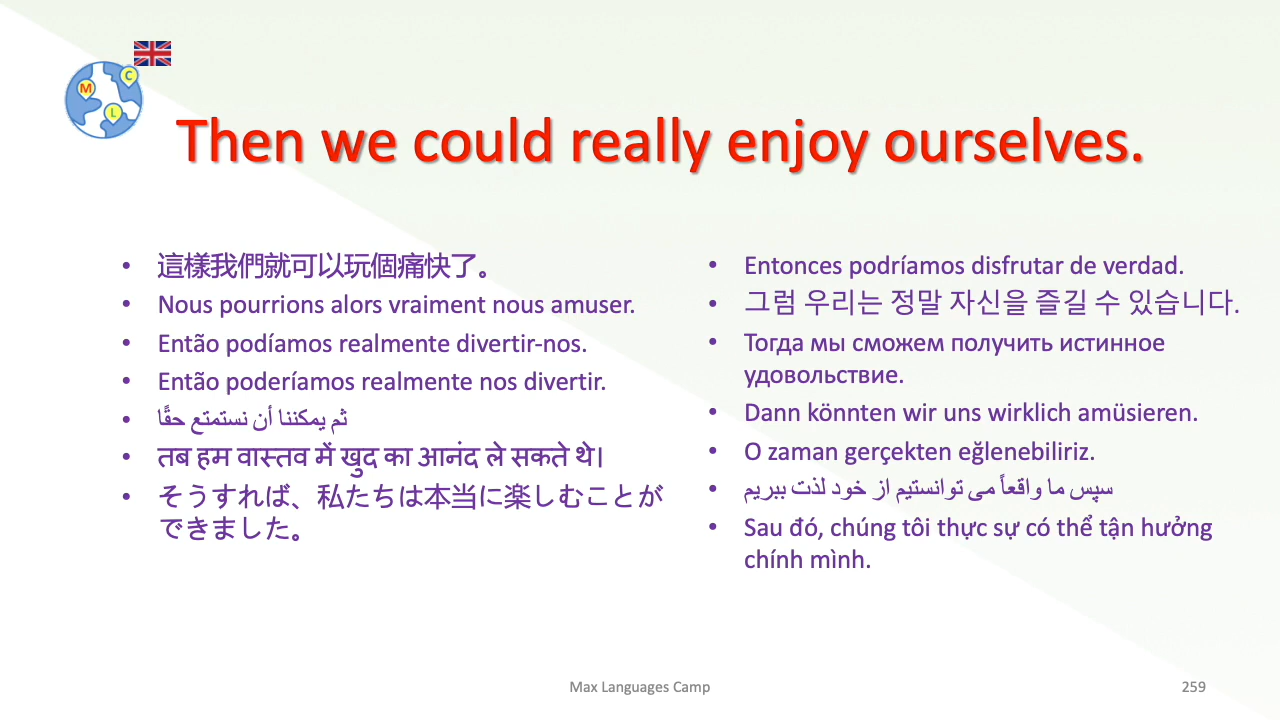 M
C
L
Then we could really enjoy ourselves.
• 這樣我們就可以玩個痛快了。
• Nous pourrions alors vraiment nous amuser.
• Então podíamos realmente divertir-nos.
• Então poderíamos realmente nos divertir.
• ثم يمكننا أن نستمتع حقًا
• तब हम वास्तव में खुद का आनंद ले सकते थे।
• そうすれば、私たちは本当に楽しむことが
できました。
• Entonces podríamos disfrutar de verdad.
• 그럼 우리는 정말 자신을 즐길 수 있습니다.
• Тогда мы сможем получить истинное
удовольствие.
• Dann könnten wir uns wirklich amüsieren.
• O zaman gerçekten eğlenebiliriz.
• سپس ما واقعاً می توانستیم از خود لذت ببریم
• Sau đó, chúng tôi thực sự có thể tận hưởng
chính mình.
Max Languages Camp
259